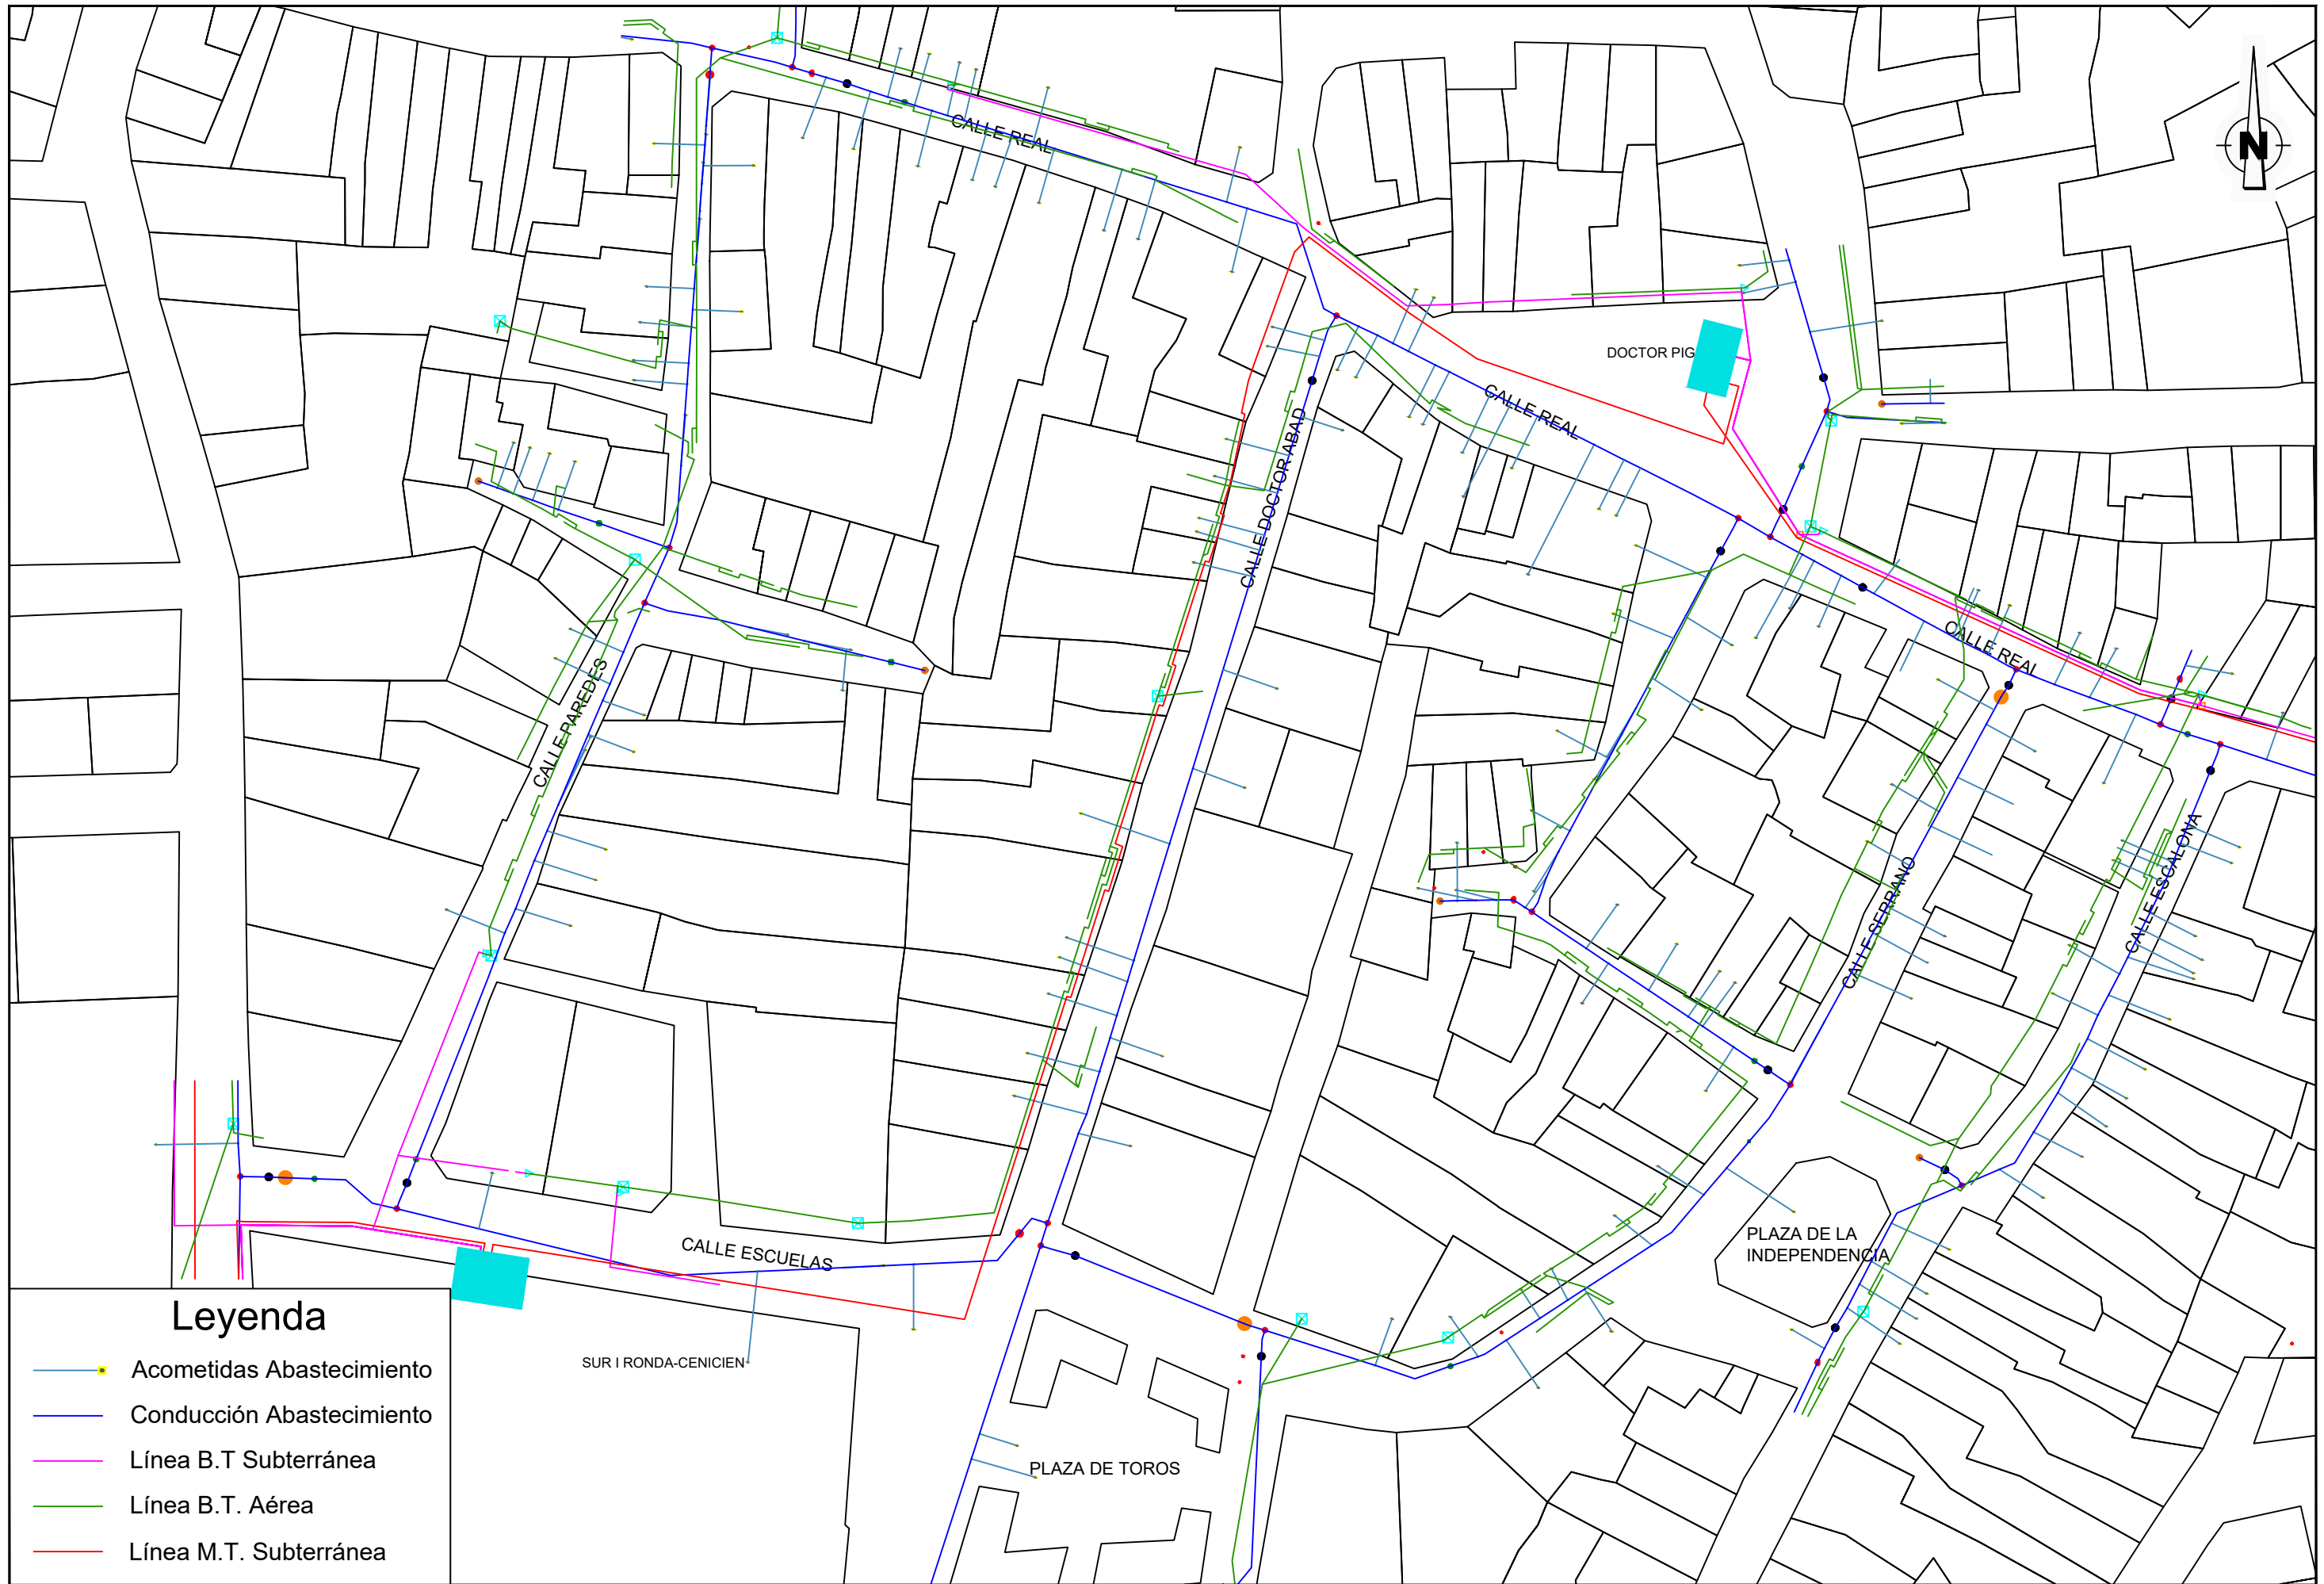 CALLE REAL
N
DOCTOR PIG
CALLE REAL
CALLE DOCTOR ABAD
CALLE REAL
CALLE PAREDES
CALLE SERRANO
CALLE ESCALONA
CALLE ESCUELAS
PLAZA DE LA
INDEPENDENCIA
SUR I RONDA-CENICIEN
PLAZA DE TOROS
Leyenda
Acometidas Abastecimiento
Conducción Abastecimiento
Línea B.T Subterránea
Línea B.T. Aérea
Línea M.T. Subterránea